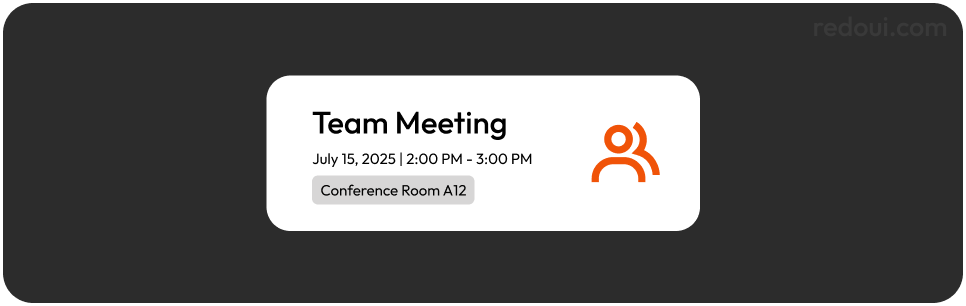 redoui.com
Team Meeting
July 15, 2025 | 2:00 PM - 3:00 PM
Conference Room A12